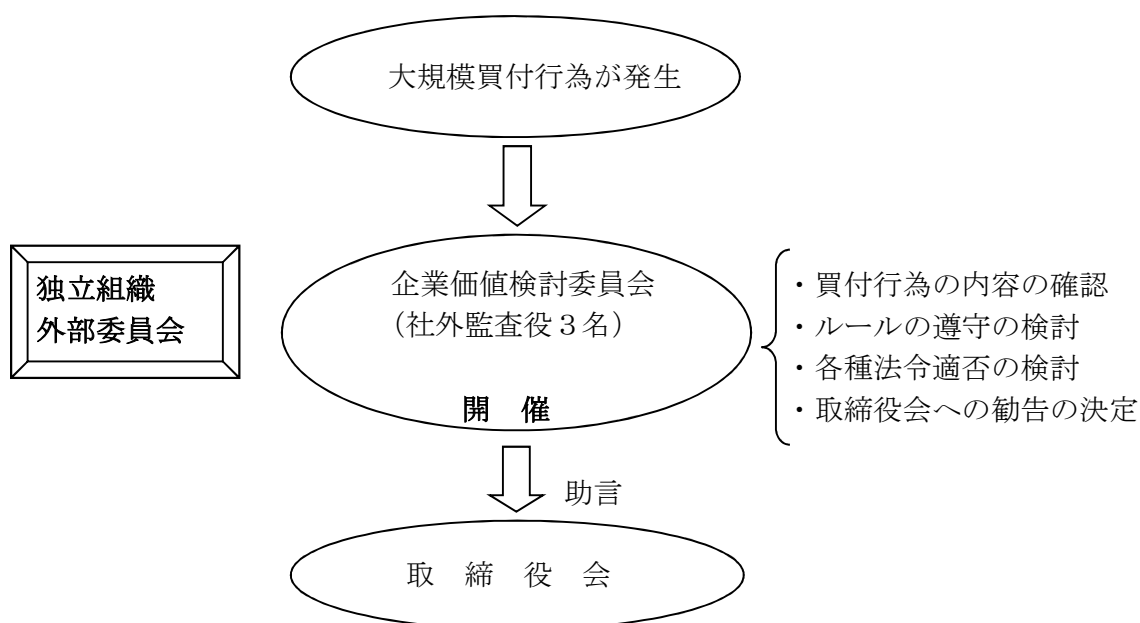 大規模買付行為が発生
独立組織
外部委員会
企業価値検討委員会
（社外監査役３名）
開　催
・買付行為の内容の確認
・ルールの遵守の検討
・各種法令適否の検討
・取締役会への勧告の決定
助言
取　締　役　会